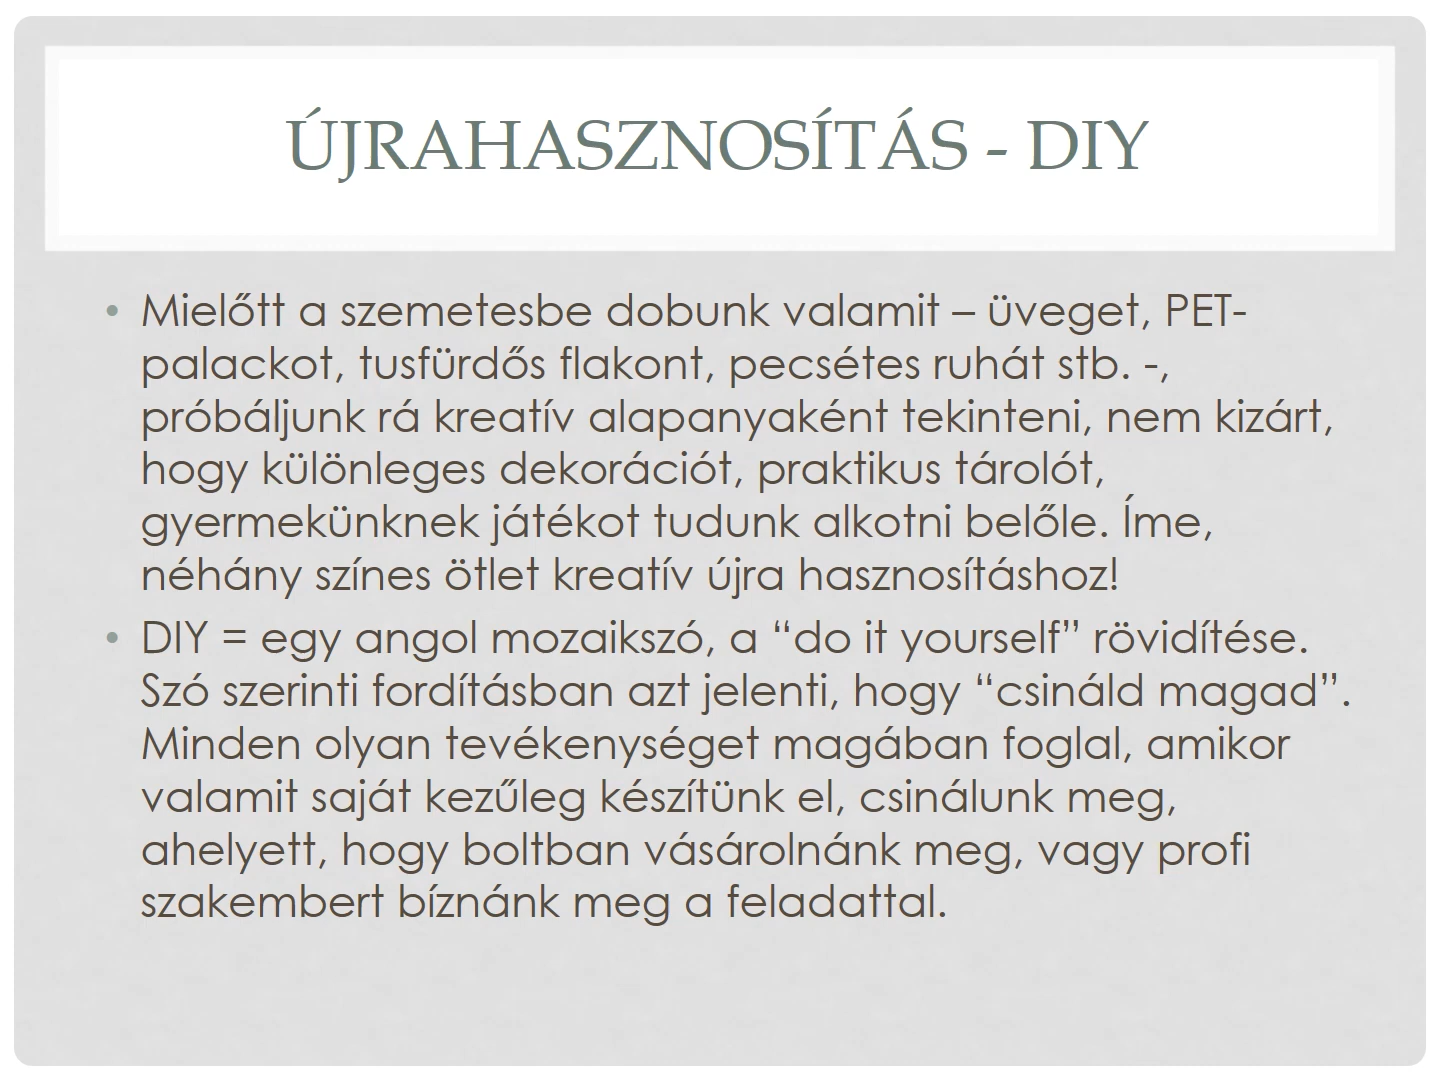 ÚJRAHASZNOSÍTÁS - DIY
• Mielőtt a szemetesbe dobunk valamit – üveget, PET-
palackot, tusfürdős flakont, pecsétes ruhát stb. -,
próbáljunk rá kreatív alapanyaként tekinteni, nem kizárt,
hogy különleges dekorációt, praktikus tárolót,
gyermekünknek játékot tudunk alkotni belőle. Íme,
néhány színes ötlet kreatív újra hasznosításhoz!
• DIY = egy angol mozaikszó, a “do it yourself” rövidítése.
Szó szerinti fordításban azt jelenti, hogy “csináld magad”.
Minden olyan tevékenységet magában foglal, amikor
valamit saját kezűleg készítünk el, csinálunk meg,
ahelyett, hogy boltban vásárolnánk meg, vagy profi
szakembert bíznánk meg a feladattal.